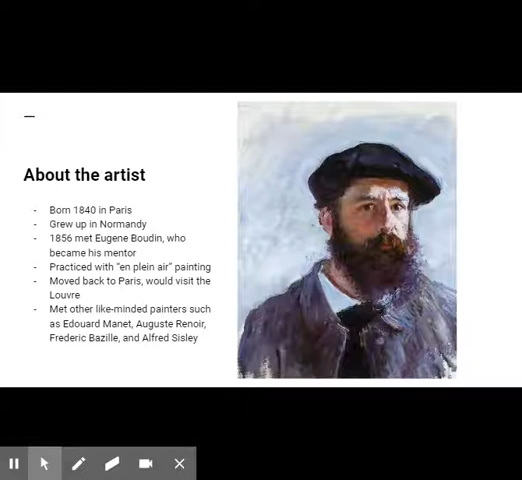 About the artist
- Born 1840 in Paris
- Grew up in Normandy
- 1856 met Eugene Boudin, who
became his mentor
- Practiced with “en plein air” painting
- Moved back to Paris, would visit the
Louvre
- Met other like-minded painters such
as Edouard Manet, Auguste Renoir,
Frederic Bazille, and Alfred Sisley